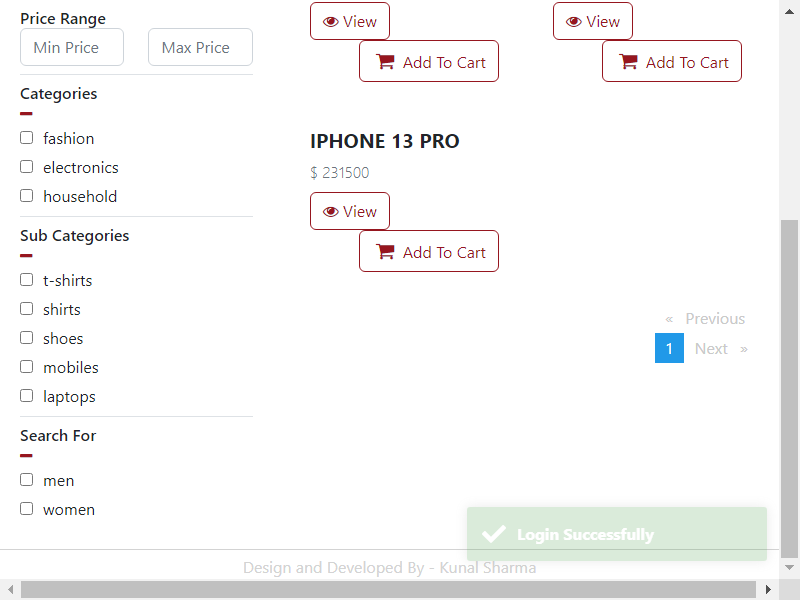 Price Range
Min Price
Max Price
Categories
fashion
electronics
household
Sub Categories
t-shirts
shirts
shoes
mobiles
laptops
Search For
men
women
View
Add To Cart
View
Add To Cart
IPHONE 13 PRO
$ 231500
View
Add To Cart
« Previous
1 Next »
Login Successfully
Design and Developed By - Kunal Sharma